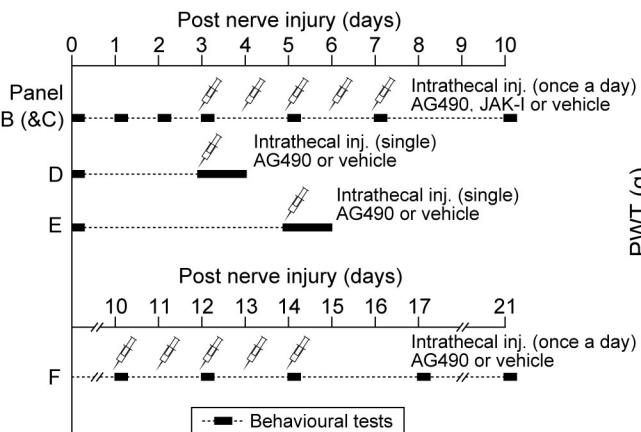 Post nerve injury (days)
0 1 2 3 4 5 6 7 8 9 10
Panel
B (&C)
Intrathecal inj. (once a day)
AG490, JAK-I or vehicle
D
Intrathecal inj. (single)
AG490 or vehicle
E
Intrathecal inj. (single)
AG490 or vehicle
Post nerve injury (days)
10 11 12 13 14 15 16 17 21
F
Intrathecal inj. (once a day)
AG490 or vehicle
Behavioural tests
PWT (g)